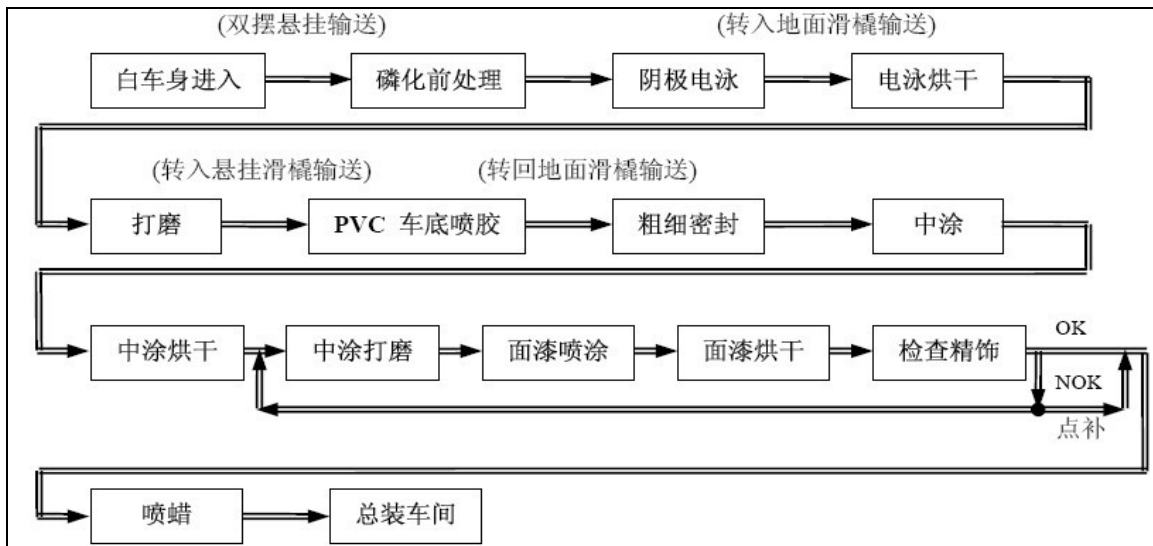 (双摆悬挂输送) (转入地面滑橇输送)
白车身进入 磷化前处理 阴极电泳 电泳烘干
(转入悬挂滑橇输送) (转回地面滑橇输送)
打磨 PVC 车底喷胶 粗细密封 中涂
OK
中涂烘干 中涂打磨 面漆喷涂 面漆烘干 检查精饰
NOK
点补
喷蜡 总装车间